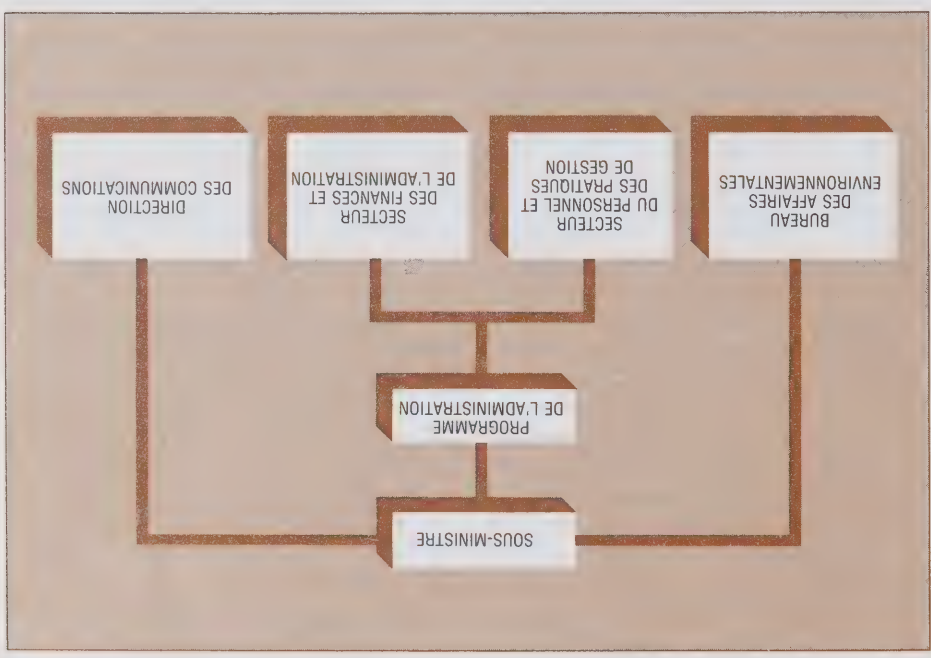 SOUS-MINISTRE
PROGRAMME
DE L'ADMINISTRATION
BUREAU
DES AFFAIRES
ENVIRONNEMENTALES
SECTEUR
DU PERSONNEL ET
DES PRATIQUES
DE GESTION
SECTEUR
DES FINANCES ET
DE L'ADMINISTRATION
DIRECTION
DES COMMUNICATIONS